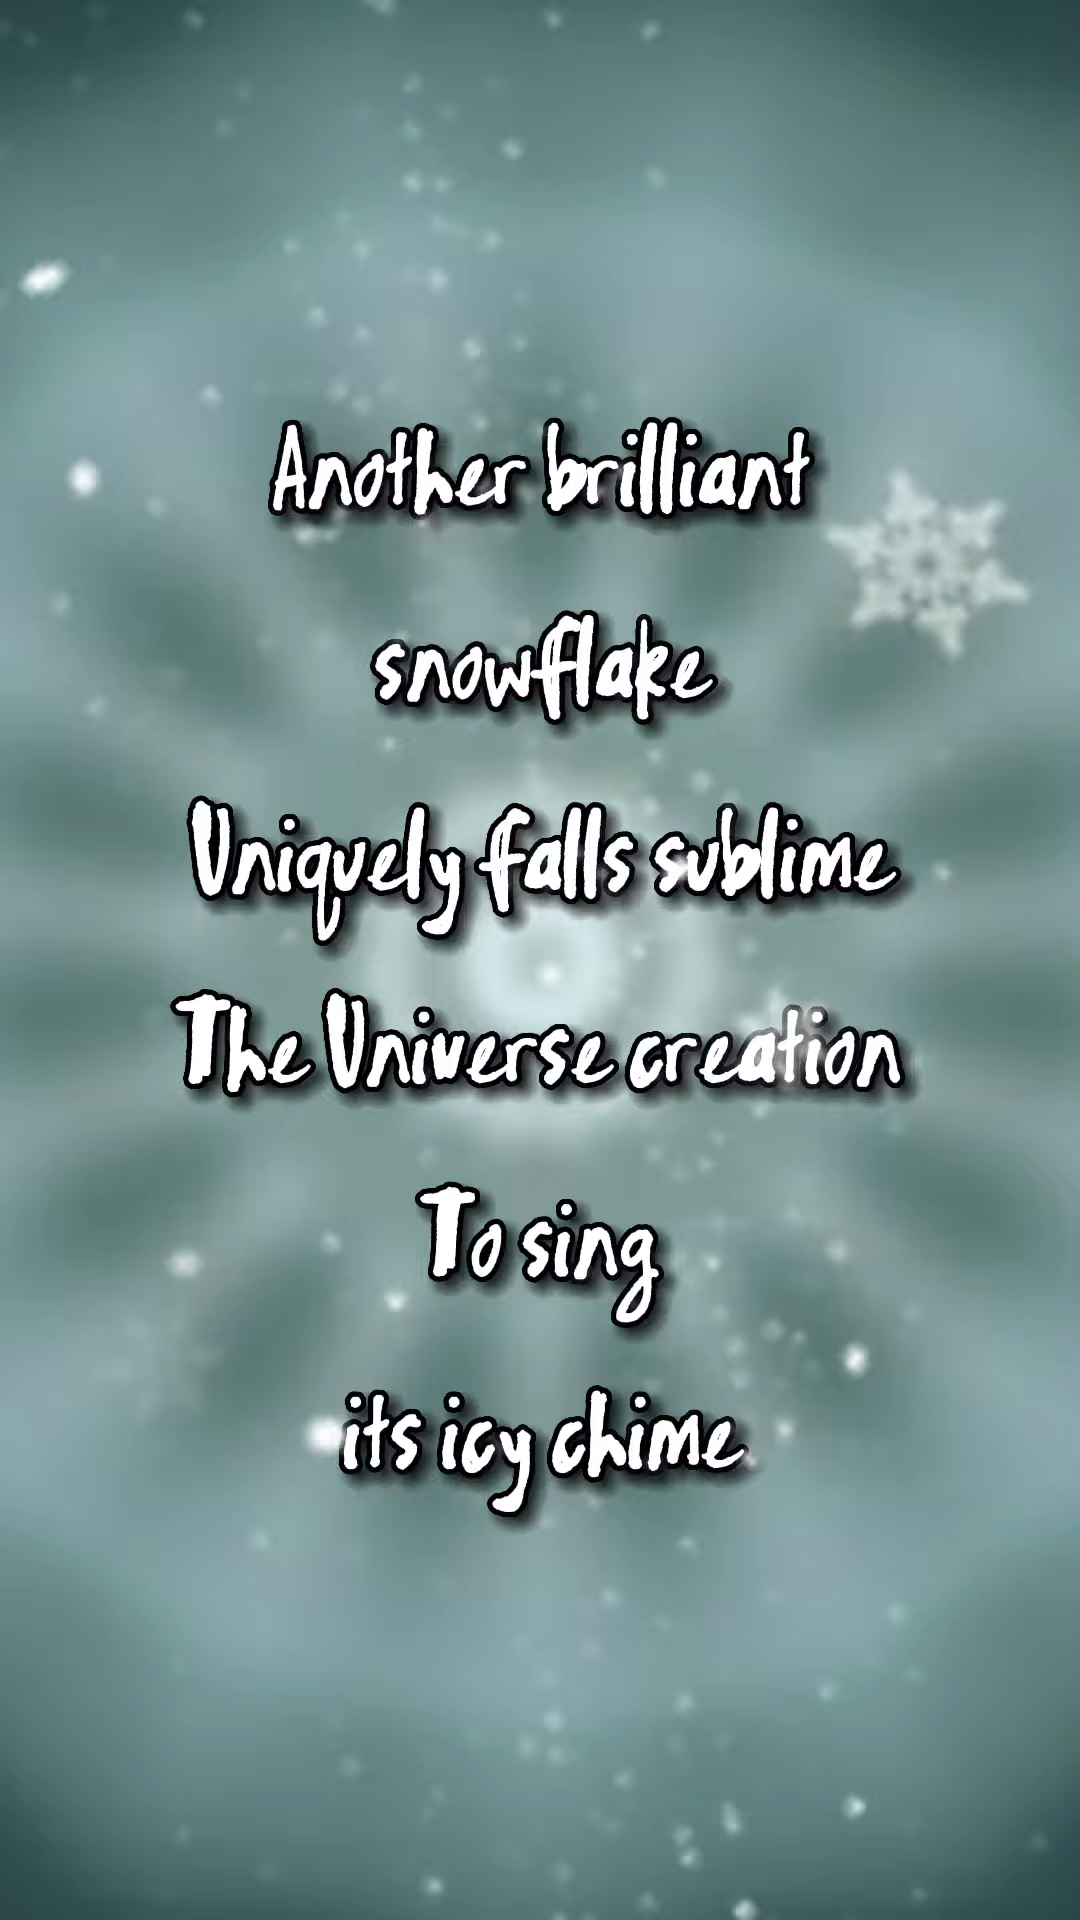 Another brilliant
snowflake
Uniquely falls sublime
The Universe creation
To sing
its icy chime